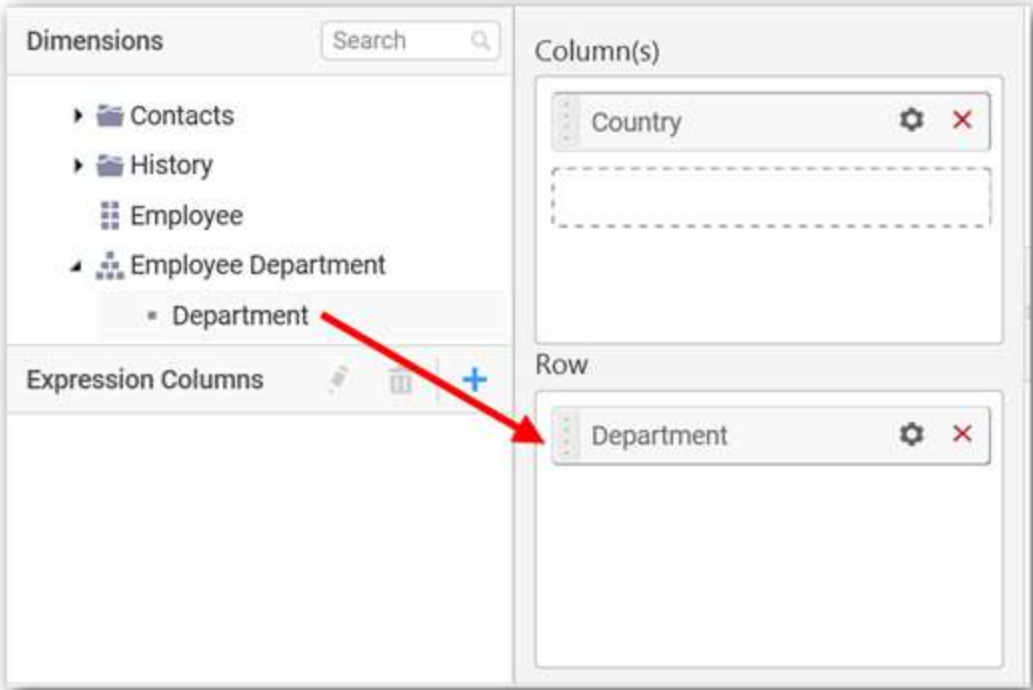 Dimensions
Search
Contacts
History
Employee
Employee Department
Department
Expression Columns
Column(s)
Country
Row
Department